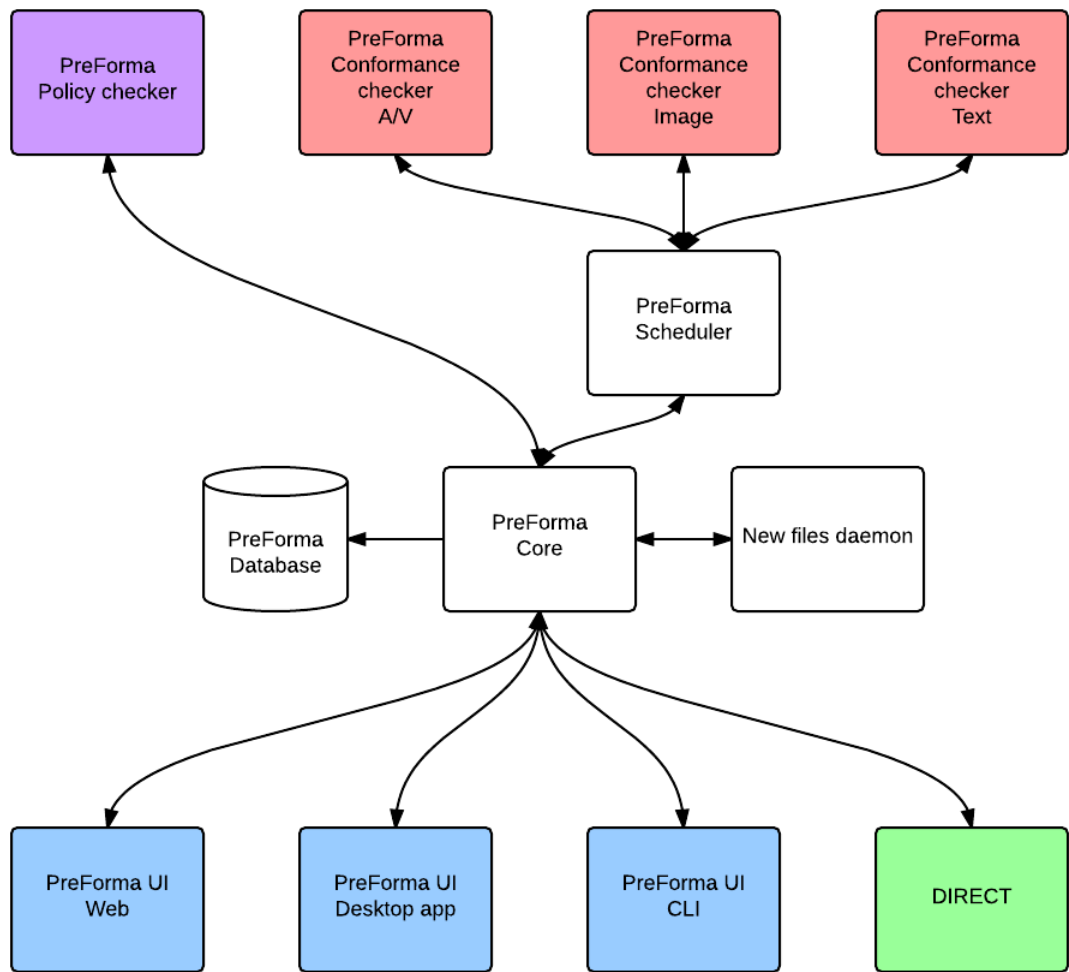 PreForma
Policy checker
PreForma
Conformance
checker
A/V
PreForma
Conformance
checker
Image
PreForma
Conformance
checker
Text
PreForma
Scheduler
PreForma
Database
PreForma
Core
New files daemon
PreForma UI
Web
PreForma UI
Desktop app
PreForma UI
CLI
DIRECT